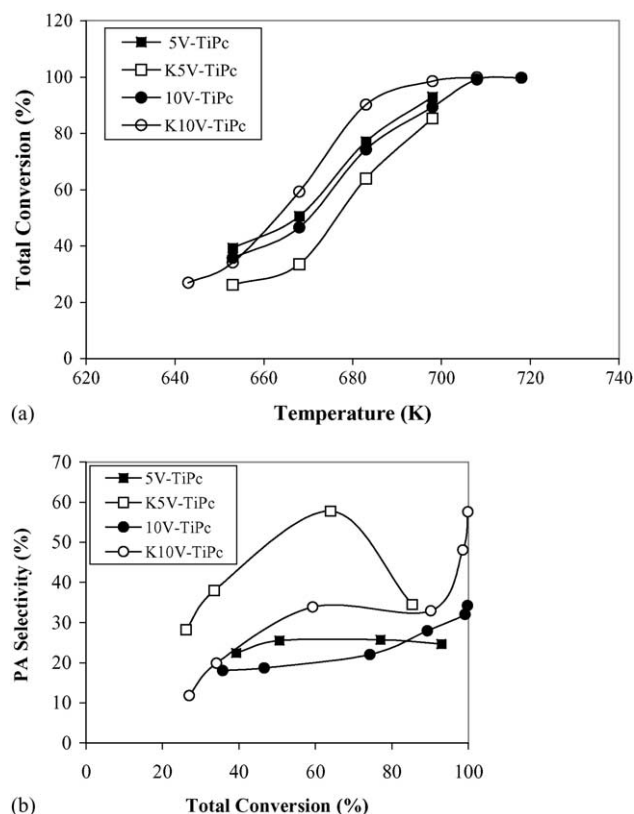 5V-TiPc
K5V-TiPc
10V-TiPc
K10V-TiPc
120
100
80
60
40
20
0
Total Conversion (%)
620 640 660 680 700 720 740
(a) Temperature (K)
5V-TiPc
K5V-TiPc
10V-TiPc
K10V-TiPc
70
60
50
40
30
20
10
0
PA Selectivity (%)
0 20 40 60 80 100
(b) Total Conversion (%)